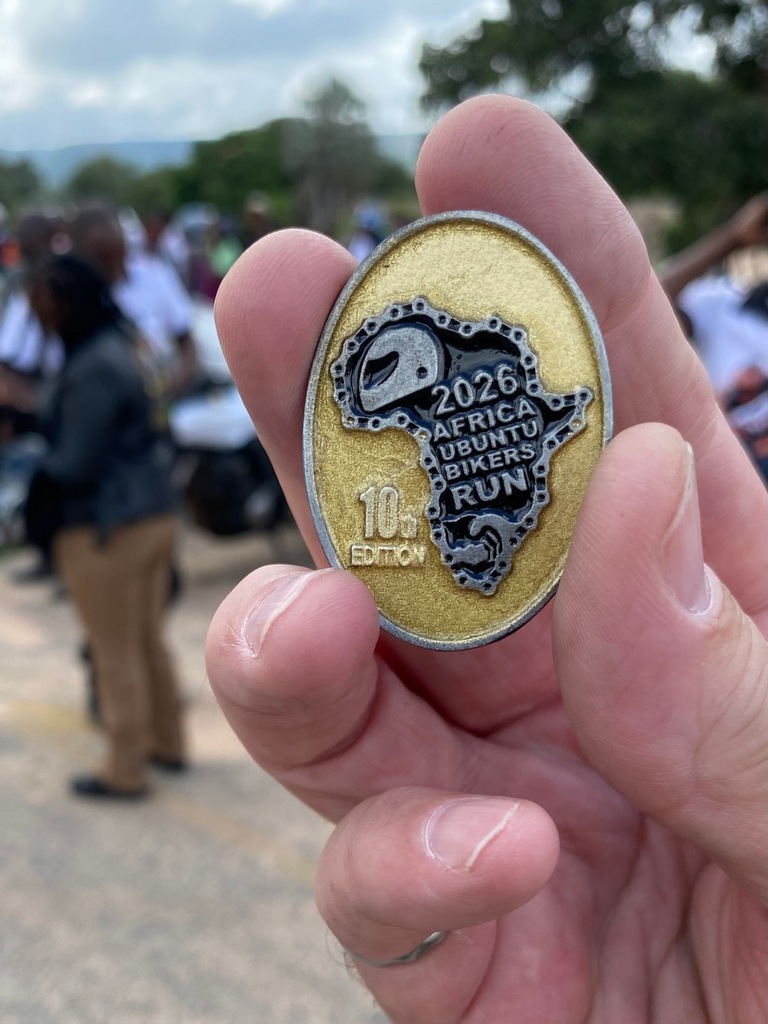 2026
AFRICA
UBUNTU
BIKERS
RUN
10th
EDITION